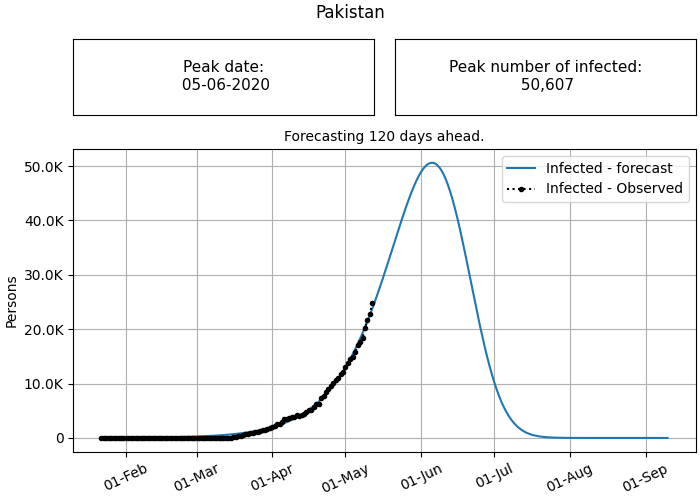 Pakistan
Peak date:
05-06-2020
Peak number of infected:
50,607
Forecasting 120 days ahead.
Infected - forecast
Infected - Observed
50.0K
40.0K
30.0K
20.0K
10.0K
0
Persons
01-Feb
01-Mar
01-Apr
01-May
01-Jun
01-Jul
01-Aug
01-Sep